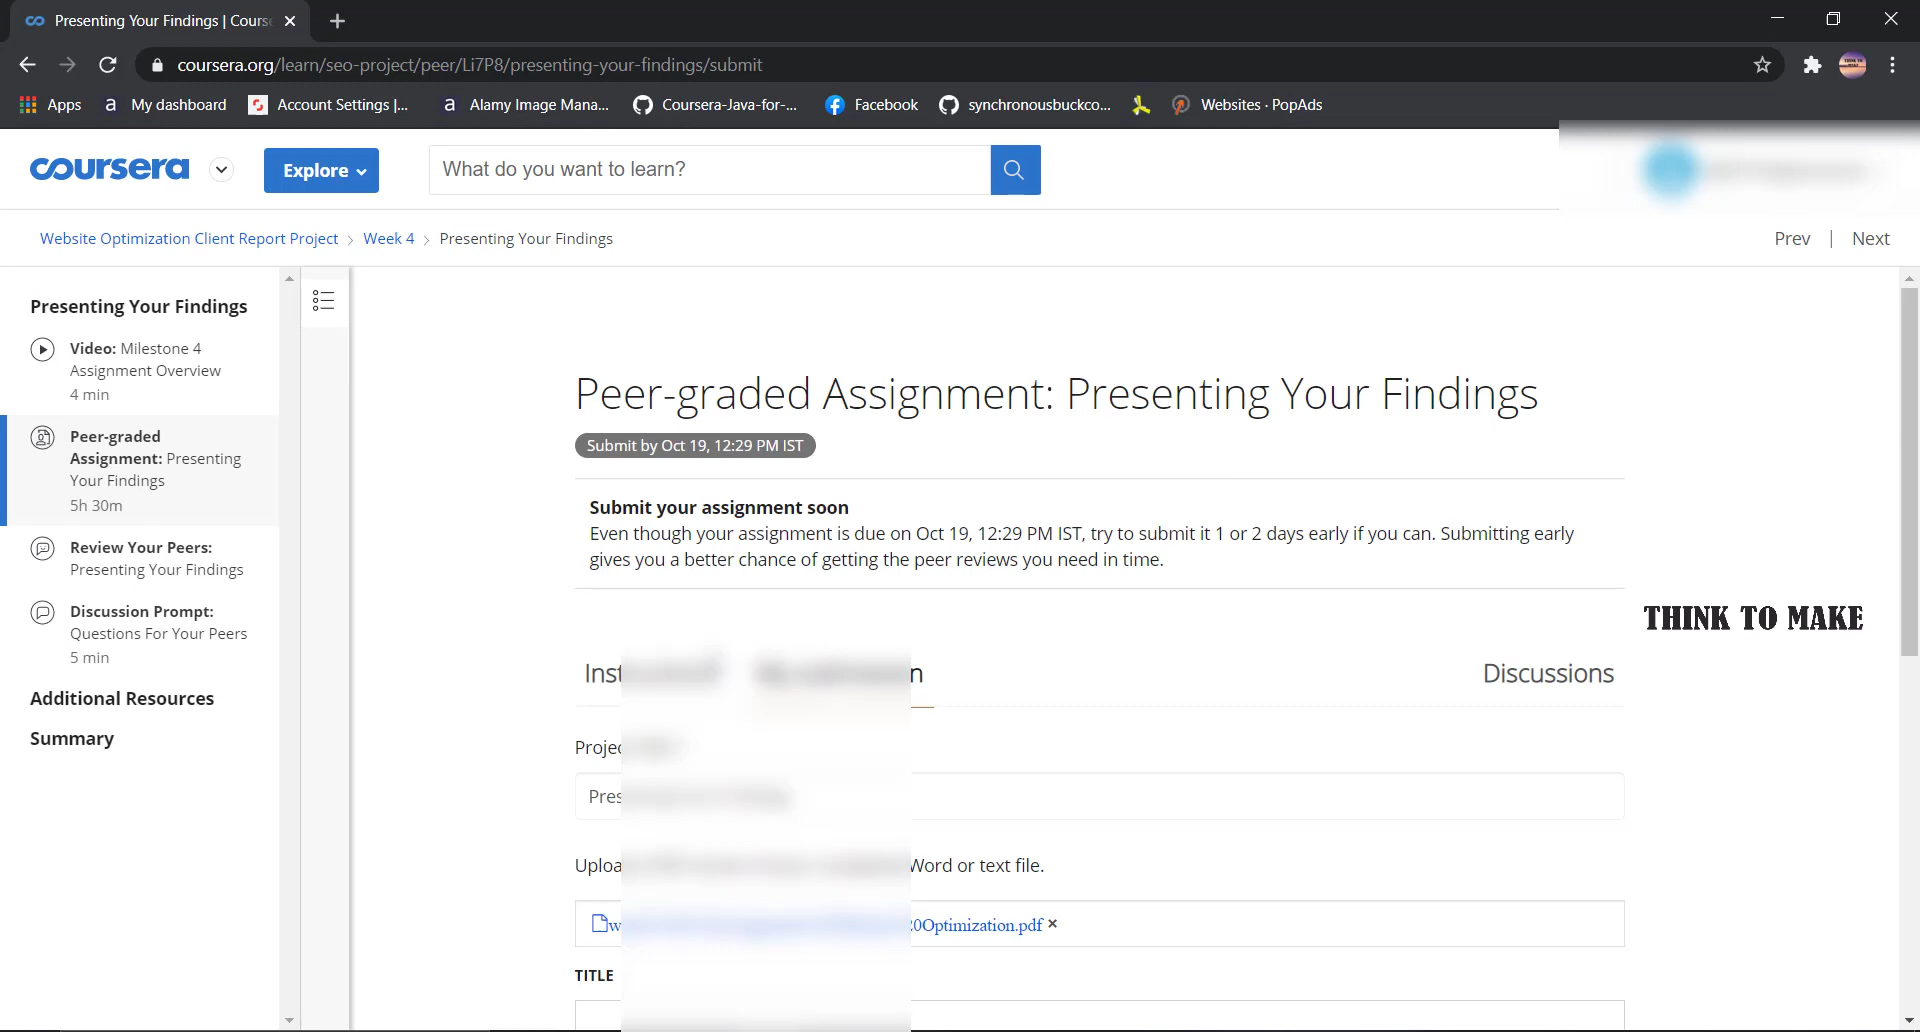 Presenting Your Findings | Cours
coursera.org/learn/seo-project/peer/Li7P8/presenting-your-findings/submit
Apps My dashboard Account Settings |... Alamy Image Mana... Coursera-Java-for-... Facebook synchronousbuckco... Websites · PopAds
coursera Explore What do you want to learn?
Website Optimization Client Report Project > Week 4 > Presenting Your Findings Prev | Next
Presenting Your Findings
Video: Milestone 4
Assignment Overview
4 min
Peer-graded
Assignment: Presenting
Your Findings
5h 30m
Review Your Peers:
Presenting Your Findings
Discussion Prompt:
Questions For Your Peers
5 min
Additional Resources
Summary
Peer-graded Assignment: Presenting Your Findings
Submit by Oct 19, 12:29 PM IST
Submit your assignment soon
Even though your assignment is due on Oct 19, 12:29 PM IST, try to submit it 1 or 2 days early if you can. Submitting early
gives you a better chance of getting the peer reviews you need in time.
THINK TO MAKE
Discussions
Word or text file.
20Optimization.pdf ×
TITLE